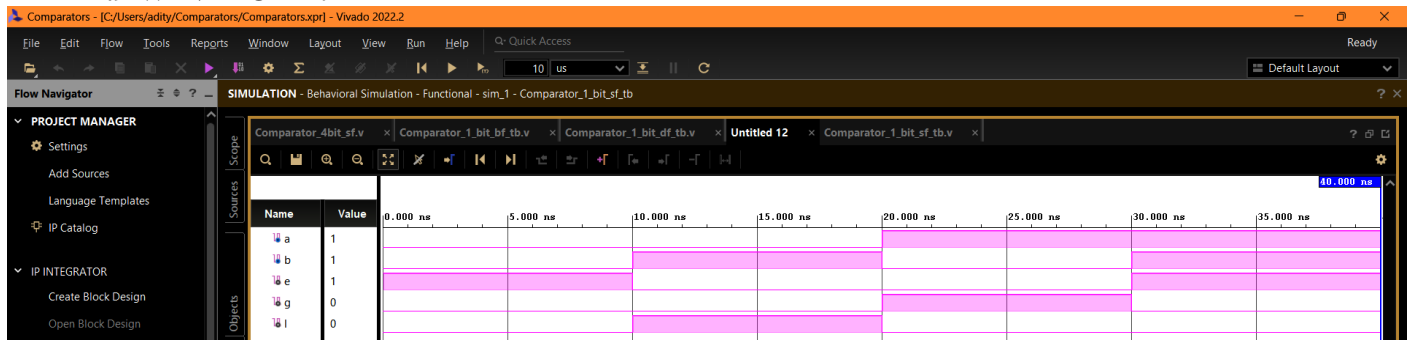 Comparators - [C:/Users/adity/Comparators/Comparators.xpr] - Vivado 2022.2
File Edit Flow Tools Reports Window Layout View Run Help Q- Quick Access Ready
10 us Default Layout
Flow Navigator ? SIMULATION - Behavioral Simulation - Functional - sim_1 - Comparator_1_bit_sf_tb ? ×
PROJECT MANAGER
Settings
Add Sources
Language Templates
IP Catalog
IP INTEGRATOR
Create Block Design
Open Block Design
Scope
Sources
Objects
Comparator_4bit_sf.v × Comparator_1_bit_bf_tb.v × Comparator_1_bit_df_tb.v × Untitled 12 × Comparator_1_bit_sf_tb.v × ?
40.000 ns
Name Value 0.000 ns 5.000 ns 10.000 ns 15.000 ns 20.000 ns 25.000 ns 30.000 ns 35.000 ns
a 1
b 1
e 1
g 0
l 0